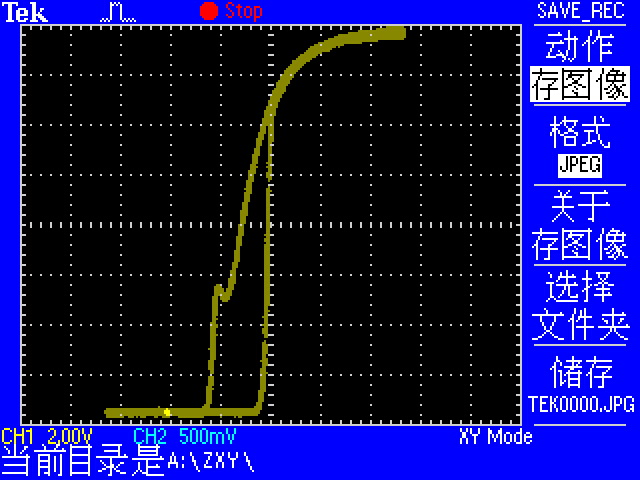 Tek Stop SAVE_REC
动作
存图像
格式
JPEG
关于
存图像
选择
文件夹
储存
TEK0000.JPG
CH1 2,00V CH2 500mV XY Mode
当前目录是A:\ZXY\